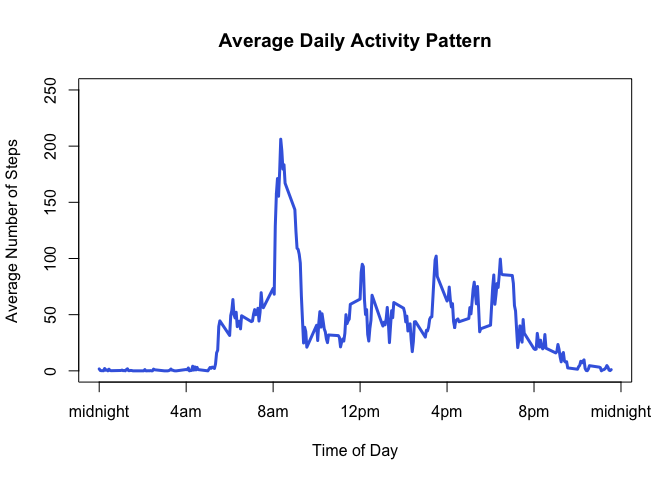 Average Daily Activity Pattern
Average Number of Steps
250
200
150
100
50
0
midnight 4am 8am 12pm 4pm 8pm midnight
Time of Day